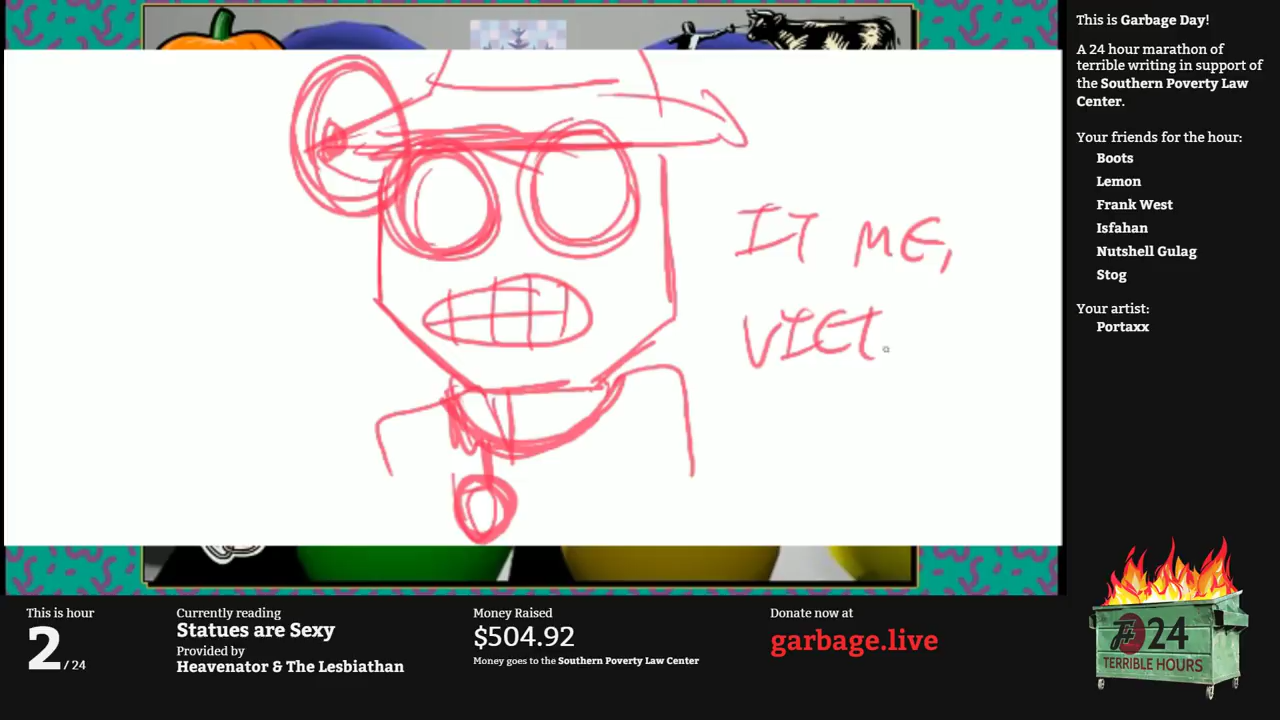 IT ME,
VICT
This is Garbage Day!
A 24 hour marathon of
terrible writing in support of
the Southern Poverty Law
Center.
Your friends for the hour:
Boots
Lemon
Frank West
Isfahan
Nutshell Gulag
Stog
Your artist:
Portaxx
This is hour
2 / 24
Currently reading
Statues are Sexy
Provided by
Heavenator & The Lesbiathan
Money Raised
$504.92
Money goes to the Southern Poverty Law Center
Donate now at
garbage.live
24
TERRIBLE HOURS